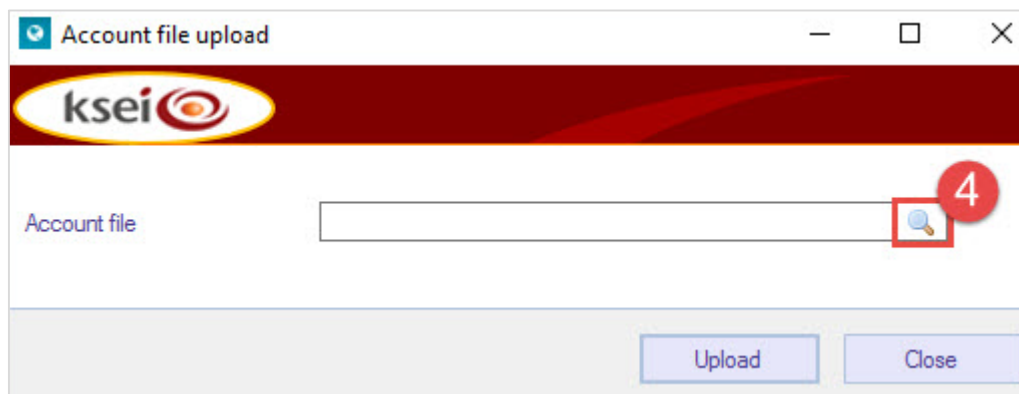 Account file upload
ksei
4
Account file
Upload
Close